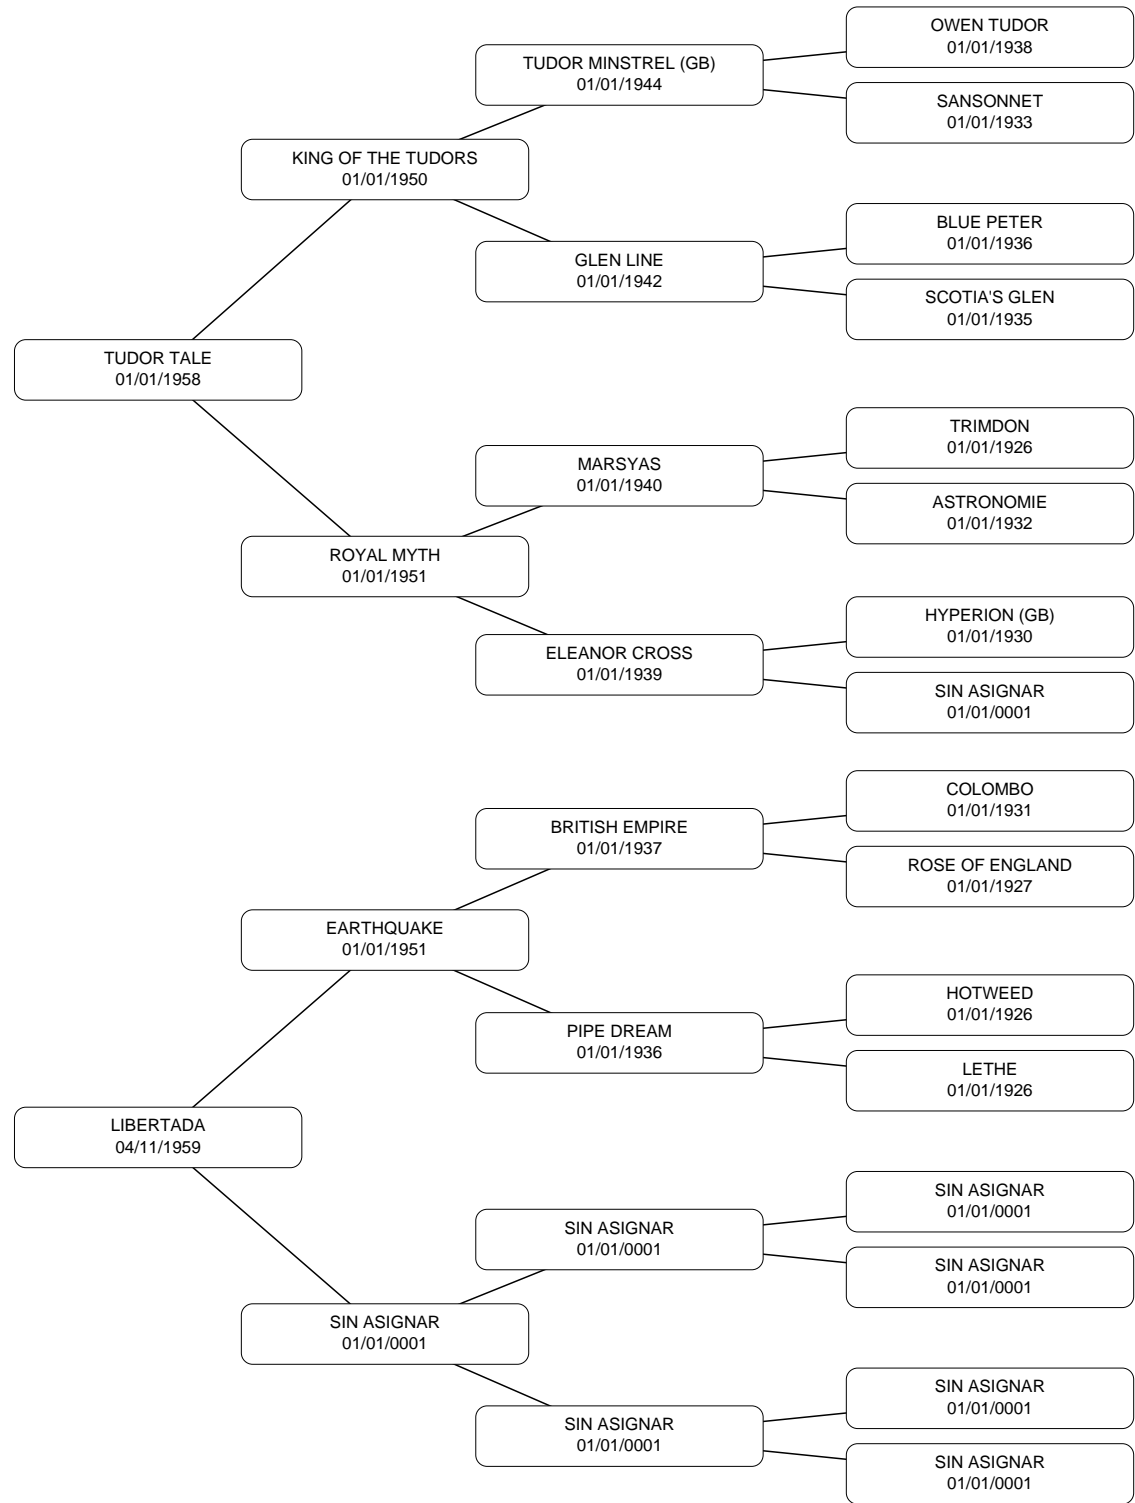 OWEN TUDOR
01/01/1938
TUDOR MINSTREL (GB)
01/01/1944
SANSONNET
01/01/1933
KING OF THE TUDORS
01/01/1950
BLUE PETER
01/01/1936
GLEN LINE
01/01/1942
SCOTIA'S GLEN
01/01/1935
TUDOR TALE
01/01/1958
TRIMDON
01/01/1926
MARSYAS
01/01/1940
ASTRONOMIE
01/01/1932
ROYAL MYTH
01/01/1951
HYPERION (GB)
01/01/1930
ELEANOR CROSS
01/01/1939
SIN ASIGNAR
01/01/0001
COLOMBO
01/01/1931
BRITISH EMPIRE
01/01/1937
ROSE OF ENGLAND
01/01/1927
EARTHQUAKE
01/01/1951
HOTWEED
01/01/1926
PIPE DREAM
01/01/1936
LETHE
01/01/1926
LIBERTADA
04/11/1959
SIN ASIGNAR
01/01/0001
SIN ASIGNAR
01/01/0001
SIN ASIGNAR
01/01/0001
SIN ASIGNAR
01/01/0001
SIN ASIGNAR
01/01/0001
SIN ASIGNAR
01/01/0001
SIN ASIGNAR
01/01/0001